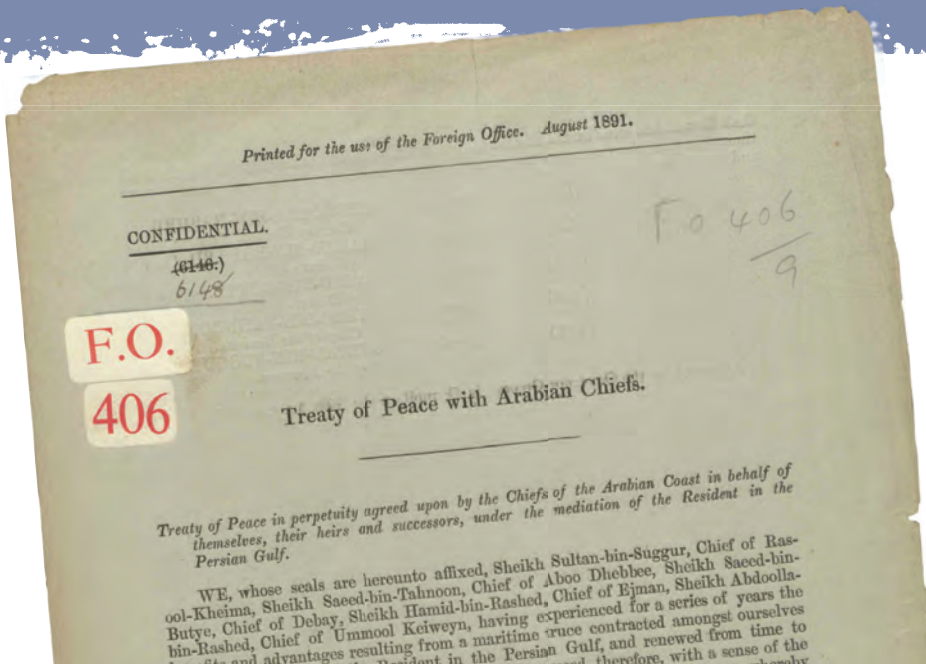 Printed for the use of the Foreign Office. August 1891.
CONFIDENTIAL.
(6148.)
6148
F O 406
9
F.O.
406
Treaty of Peace with Arabian Chiefs.
Treaty of Peace in perpetuity agreed upon by the Chiefs of the Arabian Coast in behalf of
themselves, their heirs and successors, under the mediation of the Resident in the
Persian Gulf.
WE, whose seals are hereunto affixed, Sheikh Sultan-bin-Suggur, Chief of Ras-
ool-Kheima, Sheikh Saeed-bin-Tahnoon, Chief of Aboo Dhebbee, Sheikh Saeed-bin-
Butye, Chief of Debay, Sheikh Hamid-bin-Rashed, Chief of Ejman, Sheikh Abdoolla-
bin-Rashed, Chief of Ummool Keiweyn, having experienced for a series of years the
and advantages resulting from a maritime truce contracted amongst ourselves
Resident in the Persian Gulf, and renewed from time to
therefore, with a sense of the